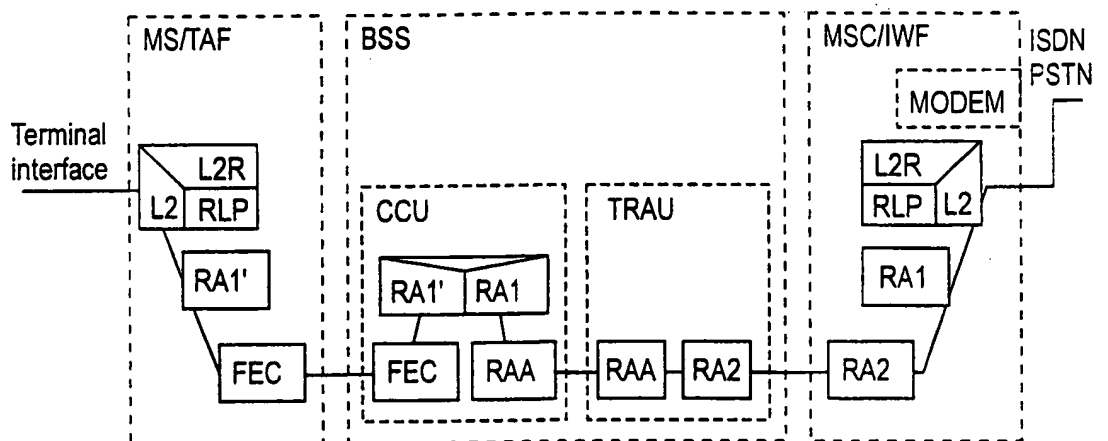 MS/TAF
BSS
MSC/IWF
ISDN
PSTN
MODEM
Terminal
interface
L2R
L2
RLP
CCU
TRAU
L2R
RLP
L2
RA1'
RA1'
RA1
RA1
FEC
FEC
RAA
RAA
RA2
RA2